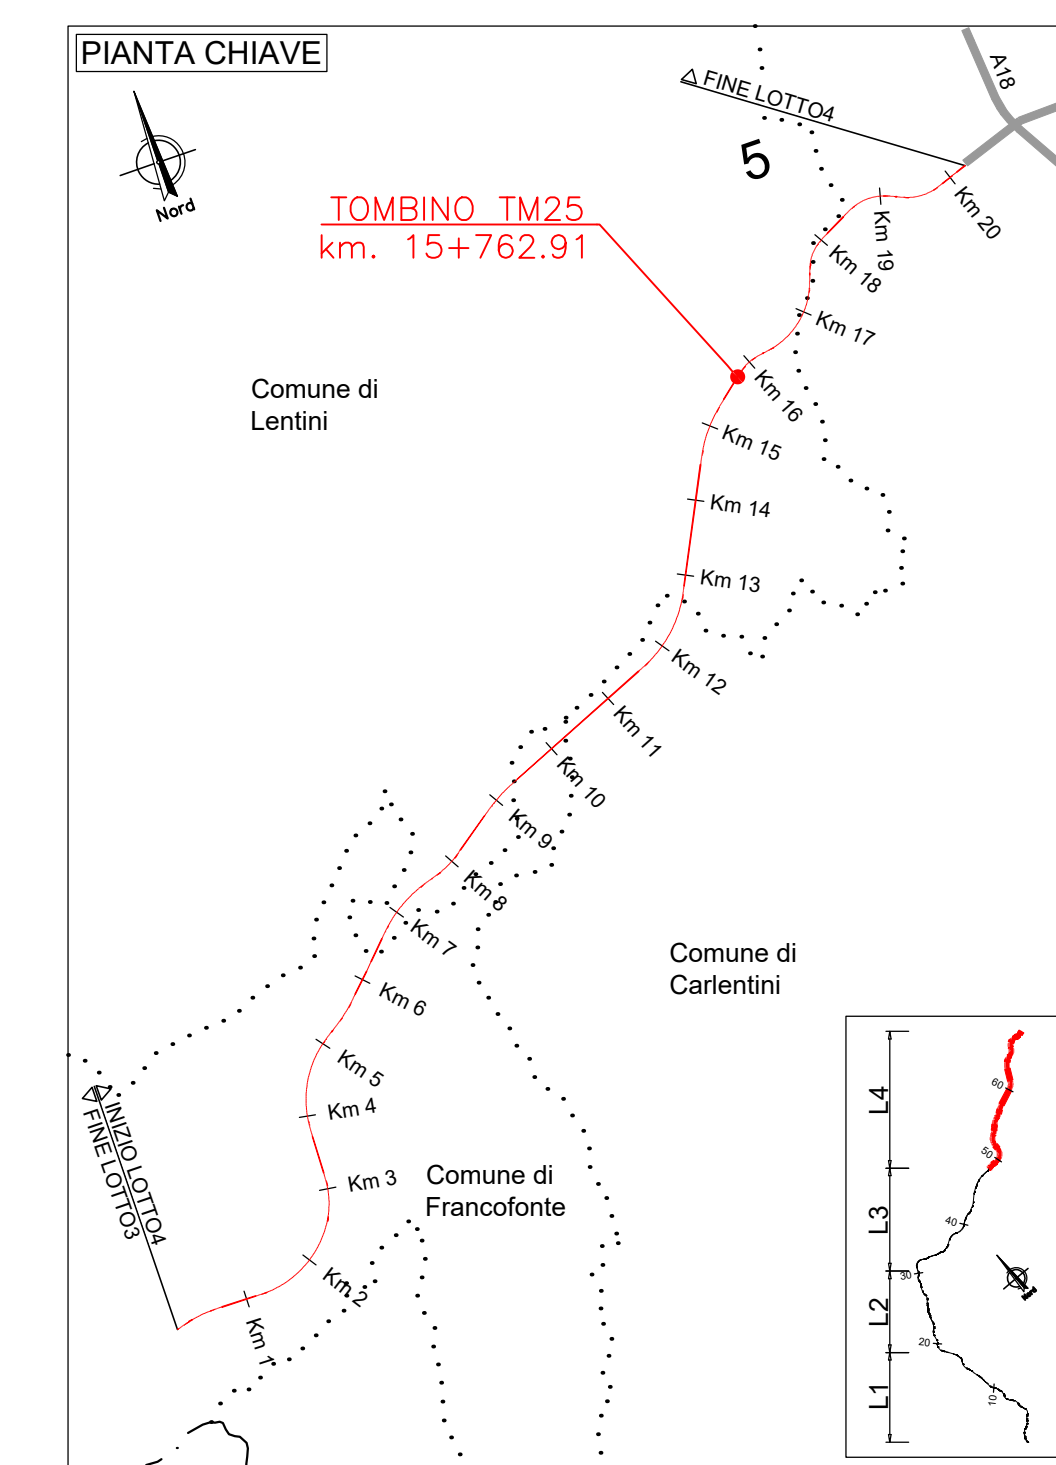 PIANTA CHIAVE
A18
FINE LOTTO4
5
Nord
TOMBINO TM25
km. 15+762.91
Km 20
Km 19
Km 18
Km 17
Km 16
Comune di
Lentini
Km 15
Km 14
Km 13
Km 12
Km 11
Km 10
Km 9
Km 8
Km 7
Comune di
Carlentini
Km 6
Km 5
Km 4
INIZIO LOTTO4
FINE LOTTO3
Km 3
Comune di
Francofonte
Km 2
Km 1
L4
60
50
L3
40
30
L2
20
L1
10